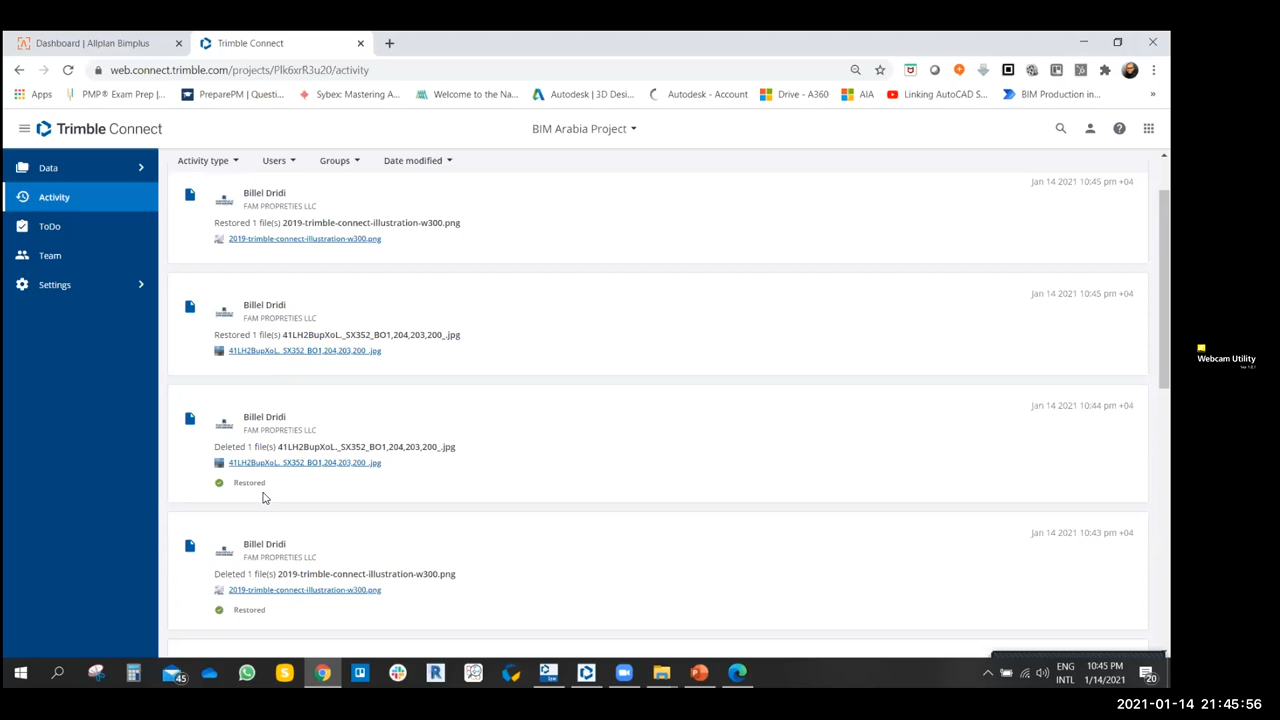 Dashboard | Allplan Bimplus
Trimble Connect
web.connect.trimble.com/projects/Plk6xrR3u20/activity
Apps
PMP® Exam Prep |...
PreparePM | Questi...
Sybex: Mastering A...
Welcome to the Na...
Autodesk | 3D Desi...
Autodesk - Account
Drive - A360
AIA
Linking AutoCAD S...
BIM Production in...
»
Trimble Connect
BIM Arabia Project
Data
Activity
ToDo
Team
Settings
Activity type
Users
Groups
Date modified
Billel Dridi
Jan 14 2021 10:45 pm +04
FAM PROPRETIES LLC
Restored 1 file(s) 2019-trimble-connect-illustration-w300.png
2019-trimble-connect-illustration-w300.png
Billel Dridi
Jan 14 2021 10:45 pm +04
FAM PROPRETIES LLC
Restored 1 file(s) 41LH2BupXoL._SX352_BO1,204,203,200_.jpg
41LH2BupXoL._SX352_BO1,204,203,200_.jpg
Billel Dridi
Jan 14 2021 10:44 pm +04
FAM PROPRETIES LLC
Deleted 1 file(s) 41LH2BupXoL._SX352_BO1,204,203,200_.jpg
41LH2BupXoL._SX352_BO1,204,203,200_.jpg
Restored
Billel Dridi
Jan 14 2021 10:43 pm +04
FAM PROPRETIES LLC
Deleted 1 file(s) 2019-trimble-connect-illustration-w300.png
2019-trimble-connect-illustration-w300.png
Restored
Webcam Utility
45
ENG
INTL
10:45 PM
1/14/2021
20
2021-01-14 21:45:56